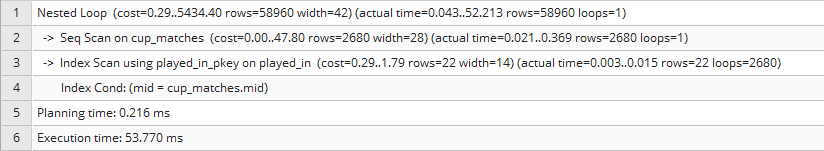 1 Nested Loop (cost=0.29..5434.40 rows=58960 width=42) (actual time=0.043..52.213 rows=58960 loops=1)
2 -> Seq Scan on cup_matches (cost=0.00..47.80 rows=2680 width=28) (actual time=0.021..0.369 rows=2680 loops=1)
3 -> Index Scan using played_in_pkey on played_in (cost=0.29..1.79 rows=22 width=14) (actual time=0.003..0.015 rows=22 loops=2680)
4 Index Cond: (mid = cup_matches.mid)
5 Planning time: 0.216 ms
6 Execution time: 53.770 ms